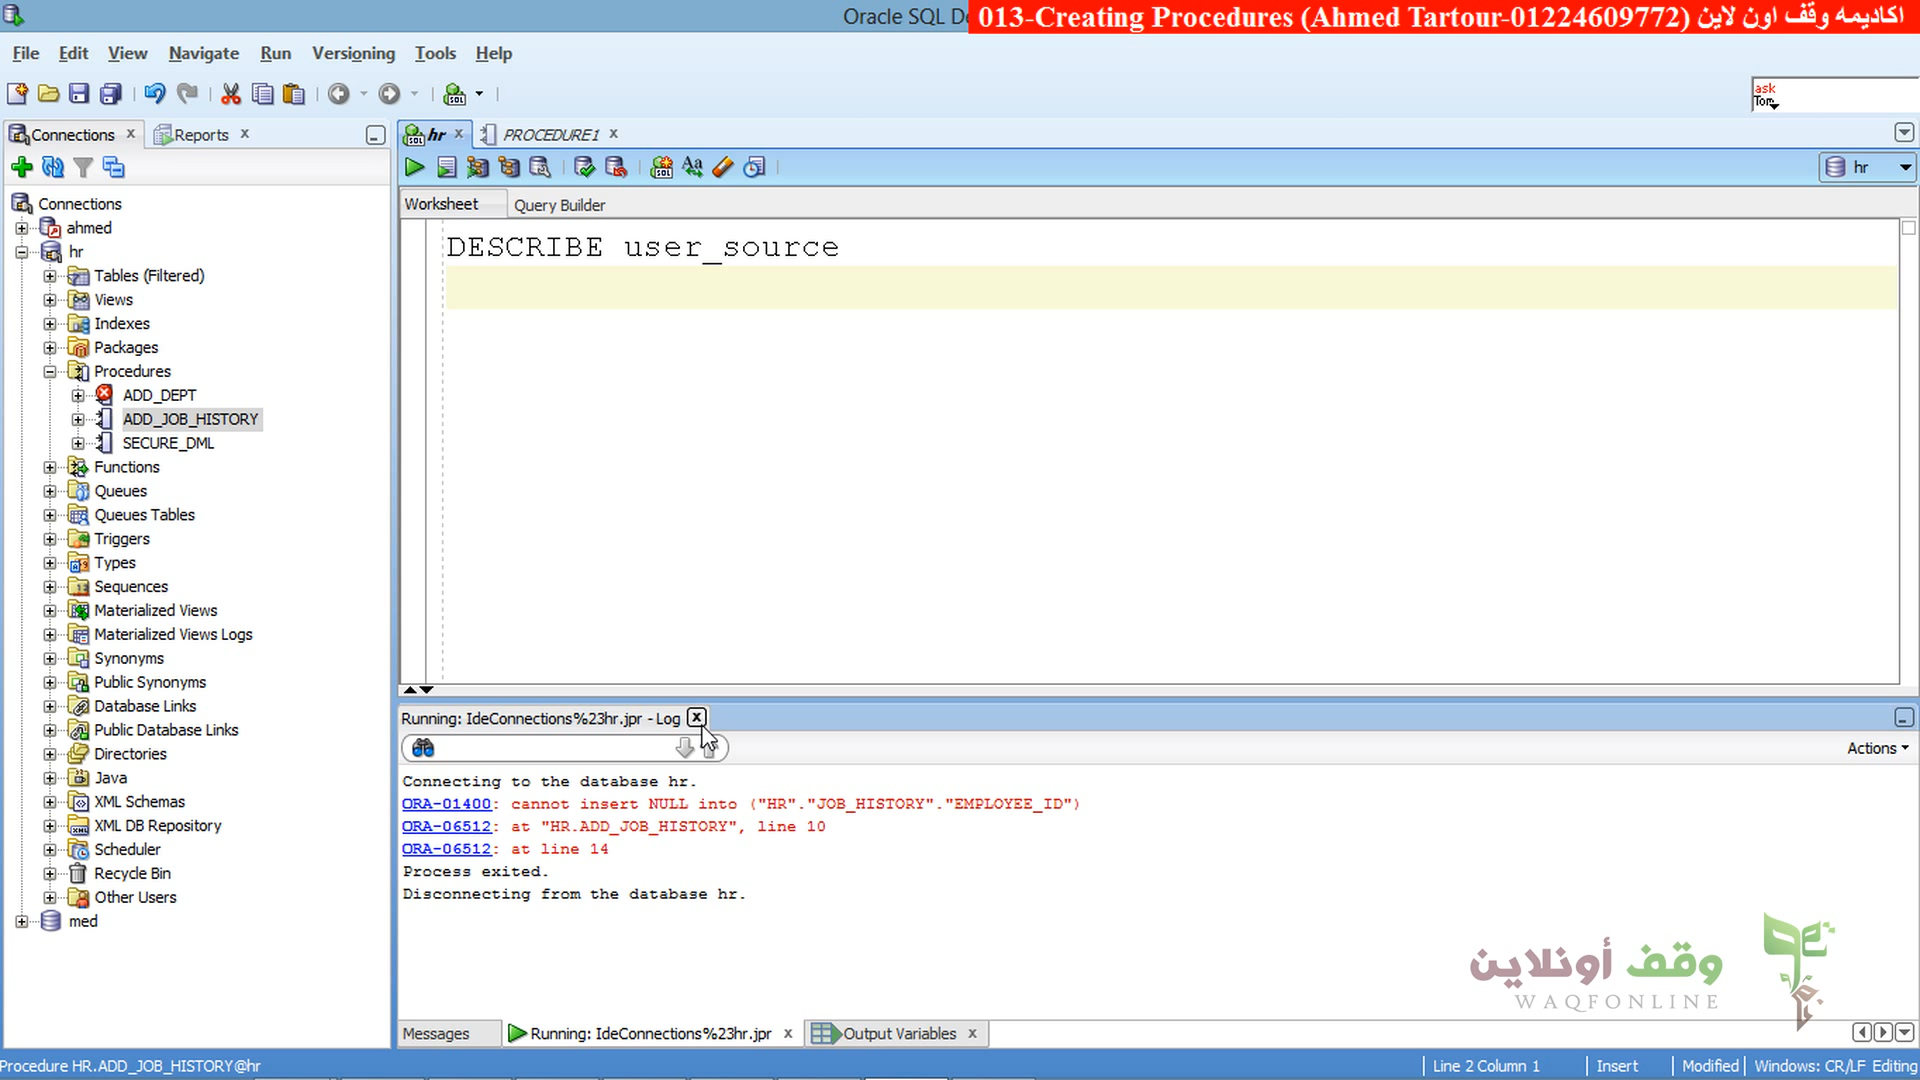 Oracle SQL De
013-Creating Procedures (Ahmed Tartour-01224609772) اكاديمه وقف اون لاين
File Edit View Navigate Run Versioning Tools Help
ask
Tom
Connections
Reports
hr
PROCEDURE1
hr
Worksheet
Query Builder
Connections
ahmed
hr
Tables (Filtered)
Views
Indexes
Packages
Procedures
ADD_DEPT
ADD_JOB_HISTORY
SECURE_DML
Functions
Queues
Queues Tables
Triggers
Types
Sequences
Materialized Views
Materialized Views Logs
Synonyms
Public Synonyms
Database Links
Public Database Links
Directories
Java
XML Schemas
XML DB Repository
Scheduler
Recycle Bin
Other Users
med
DESCRIBE user_source
Running: IdeConnections%23hr.jpr - Log
Actions
Connecting to the database hr.
ORA-01400: cannot insert NULL into ("HR"."JOB_HISTORY"."EMPLOYEE_ID")
ORA-06512: at "HR.ADD_JOB_HISTORY", line 10
ORA-06512: at line 14
Process exited.
Disconnecting from the database hr.
وقف أونلاين
WAQFONLINE
Messages
Running: IdeConnections%23hr.jpr
Output Variables
Procedure HR.ADD_JOB_HISTORY@hr
Line 2 Column 1
Insert
Modified
Windows: CR/LF Editing